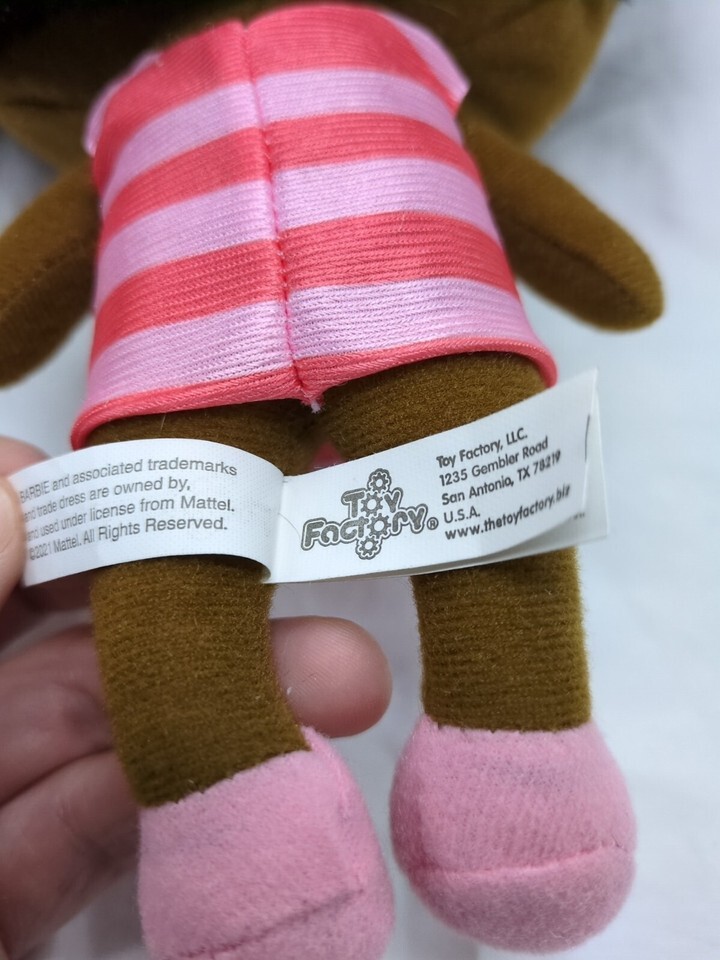 BARBIE and associated trademarks
and trade dress are owned by,
and used under license from Mattel.
©2021 Mattel. All Rights Reserved.
Toy
Factory®
Toy Factory, LLC.
1235 Gembler Road
San Antonio, TX 78219
U.S.A.
www.thetoyfactory.biz